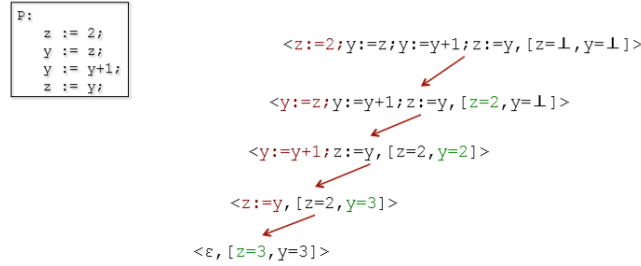 P:
z := 2;
y := z;
y := y+1;
z := y;
<z:=2;y:=z;y:=y+1;z:=y,[z=⊥,y=⊥]>
<y:=z;y:=y+1;z:=y,[z=2,y=⊥]>
<y:=y+1;z:=y,[z=2,y=2]>
<z:=y,[z=2,y=3]>
<ε,[z=3,y=3]>